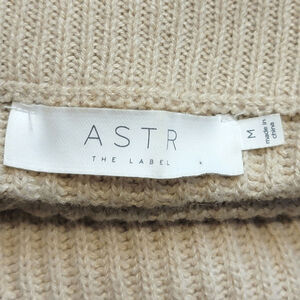 ASTR
THE LABEL
M
made in
china